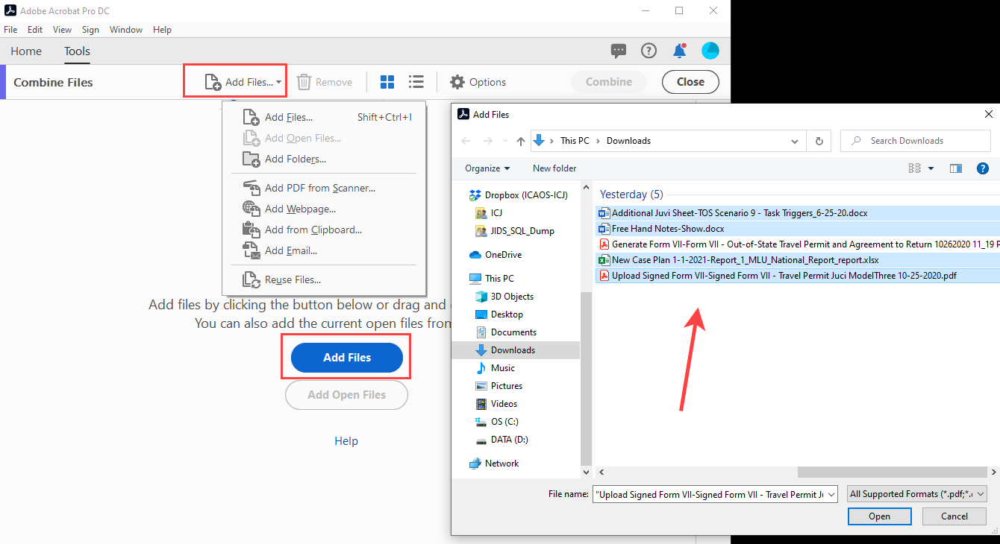 Adobe Acrobat Pro DC
File Edit View Sign Window Help
Home Tools
Combine Files Add Files... Remove Options Combine Close
Add Files... Shift+Ctrl+I
Add Open Files...
Add Folders...
Add PDF from Scanner...
Add Webpage...
Add from Clipboard...
Add Email...
Reuse Files...
Add files by clicking the button below or drag and
You can also add the current open files from
Add Files
Add Open Files
Help
Add Files
This PC Downloads Search Downloads
Organize New folder
Dropbox (ICAOS-ICJ)
ICJ
JIDS_SQL_Dump
OneDrive
This PC
3D Objects
Desktop
Documents
Downloads
Music
Pictures
Videos
OS (C:)
DATA (D:)
Network
Yesterday (5)
Additional Juvi Sheet-TOS Scenario 9 - Task Triggers_6-25-20.docx
Free Hand Notes-Show.docx
Generate Form VII-Form VII - Out-of-State Travel Permit and Agreement to Return 10262020 11_19 P
New Case Plan 1-1-2021-Report_1_MLU_National_Report_report.xlsx
Upload Signed Form VII-Signed Form VII - Travel Permit Juci ModelThree 10-25-2020.pdf
File name: "Upload Signed Form VII-Signed Form VII - Travel Permit Ju All Supported Formats (*.pdf;*.
Open Cancel